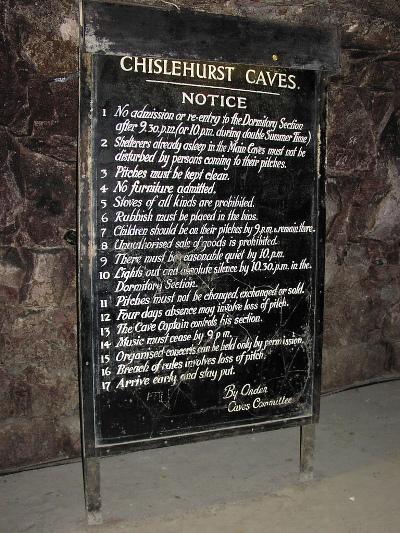 CHISLEHURST CAVES.
NOTICE
1 No admission or re-entry to the Dormitory Section
after 9.30,p.m.(or 10,p.m. during double Summer Time)
2 Shelterers already asleep in the Main Caves must not be
disturbed by persons coming to their pitches.
3 Pitches must be kept clean.
4 No furniture admitted.
5 Stoves of all kinds are prohibited.
6 Rubbish must be placed in the bins.
7 Children should be on their pitches by 9,p.m.& remain there.
8 Unauthorised sale of goods is prohibited.
9 There must be reasonable quiet by 10,p.m.
10 Lights out and absolute silence by 10.30,p.m. in the
Dormitory Section.
11 Pitches must not be changed, exchanged or sold.
12 Four days absence may involve loss of pitch.
13 The Cave Captain controls his section.
14 Music must cease by 9 p.m.
15 Organised concerts can be held only by permission.
16 Breach of rules involves loss of pitch.
17 Arrive early and stay put.
By Order
Caves Committee